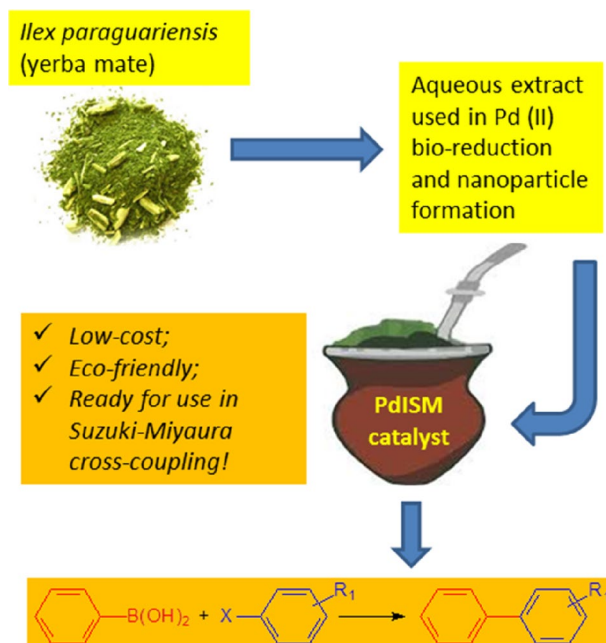 Ilex paraguariensis
(yerba mate)
Aqueous extract
used in Pd (II)
bio-reduction
and nanoparticle
formation
✓ Low-cost;
✓ Eco-friendly;
✓ Ready for use in
Suzuki-Miyaura
cross-coupling!
PdISM
catalyst
B(OH)₂ + X R₁ R